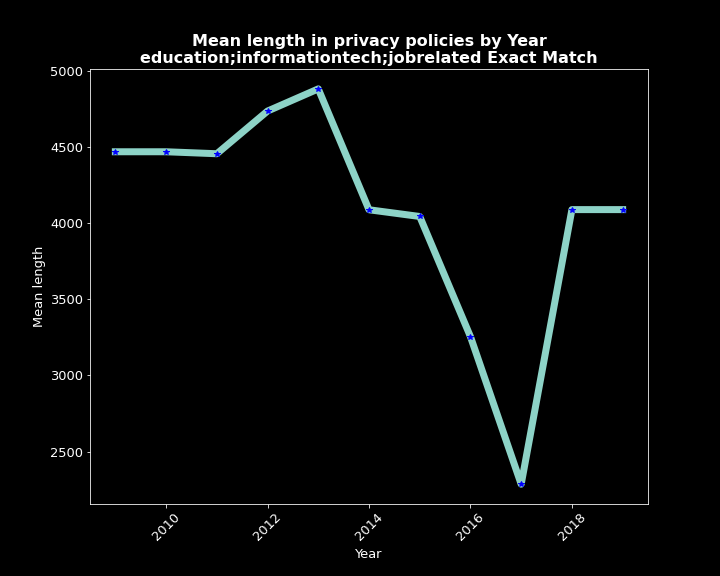 Mean length in privacy policies by Year
education;informationtech;jobrelated Exact Match
5000
4500
4000
3500
3000
2500
Mean length
2010
2012
2014
2016
2018
Year